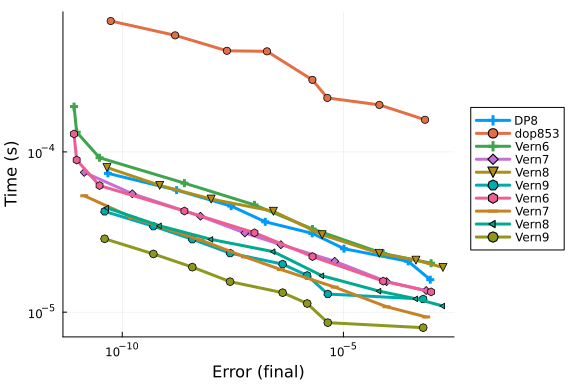 Time (s)
10⁻⁴
10⁻⁵
10⁻¹⁰
10⁻⁵
Error (final)
DP8
dop853
Vern6
Vern7
Vern8
Vern9
Vern6
Vern7
Vern8
Vern9